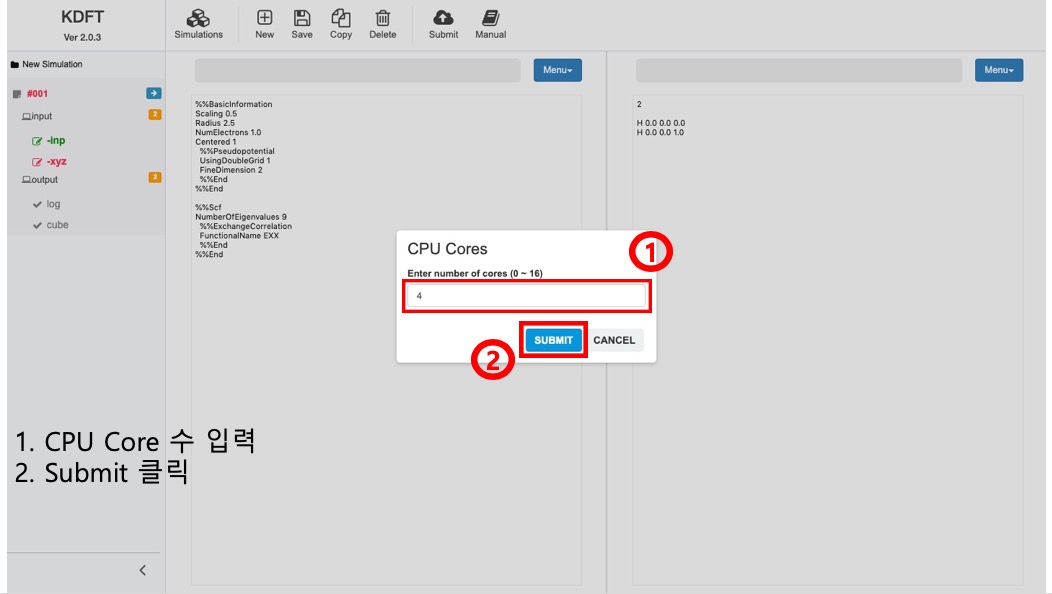 KDFT
Ver 2.0.3
Simulations
New
Save
Copy
Delete
Submit
Manual
New Simulation
#001
input
2
-inp
-xyz
output
2
log
cube
Menu
%%BasicInformation
Scaling 0.5
Radius 2.5
NumElectrons 1.0
Centered 1
%%Pseudopotential
UsingDoubleGrid 1
FineDimension 2
%%End
%%End
%%Scf
NumberOfEigenvalues 9
%%ExchangeCorrelation
FunctionalName EXX
%%End
%%End
Menu
2
H 0.0 0.0 0.0
H 0.0 0.0 1.0
CPU Cores
1
Enter number of cores (0 ~ 16)
4
SUBMIT
CANCEL
2
1. CPU Core 수 입력
2. Submit 클릭